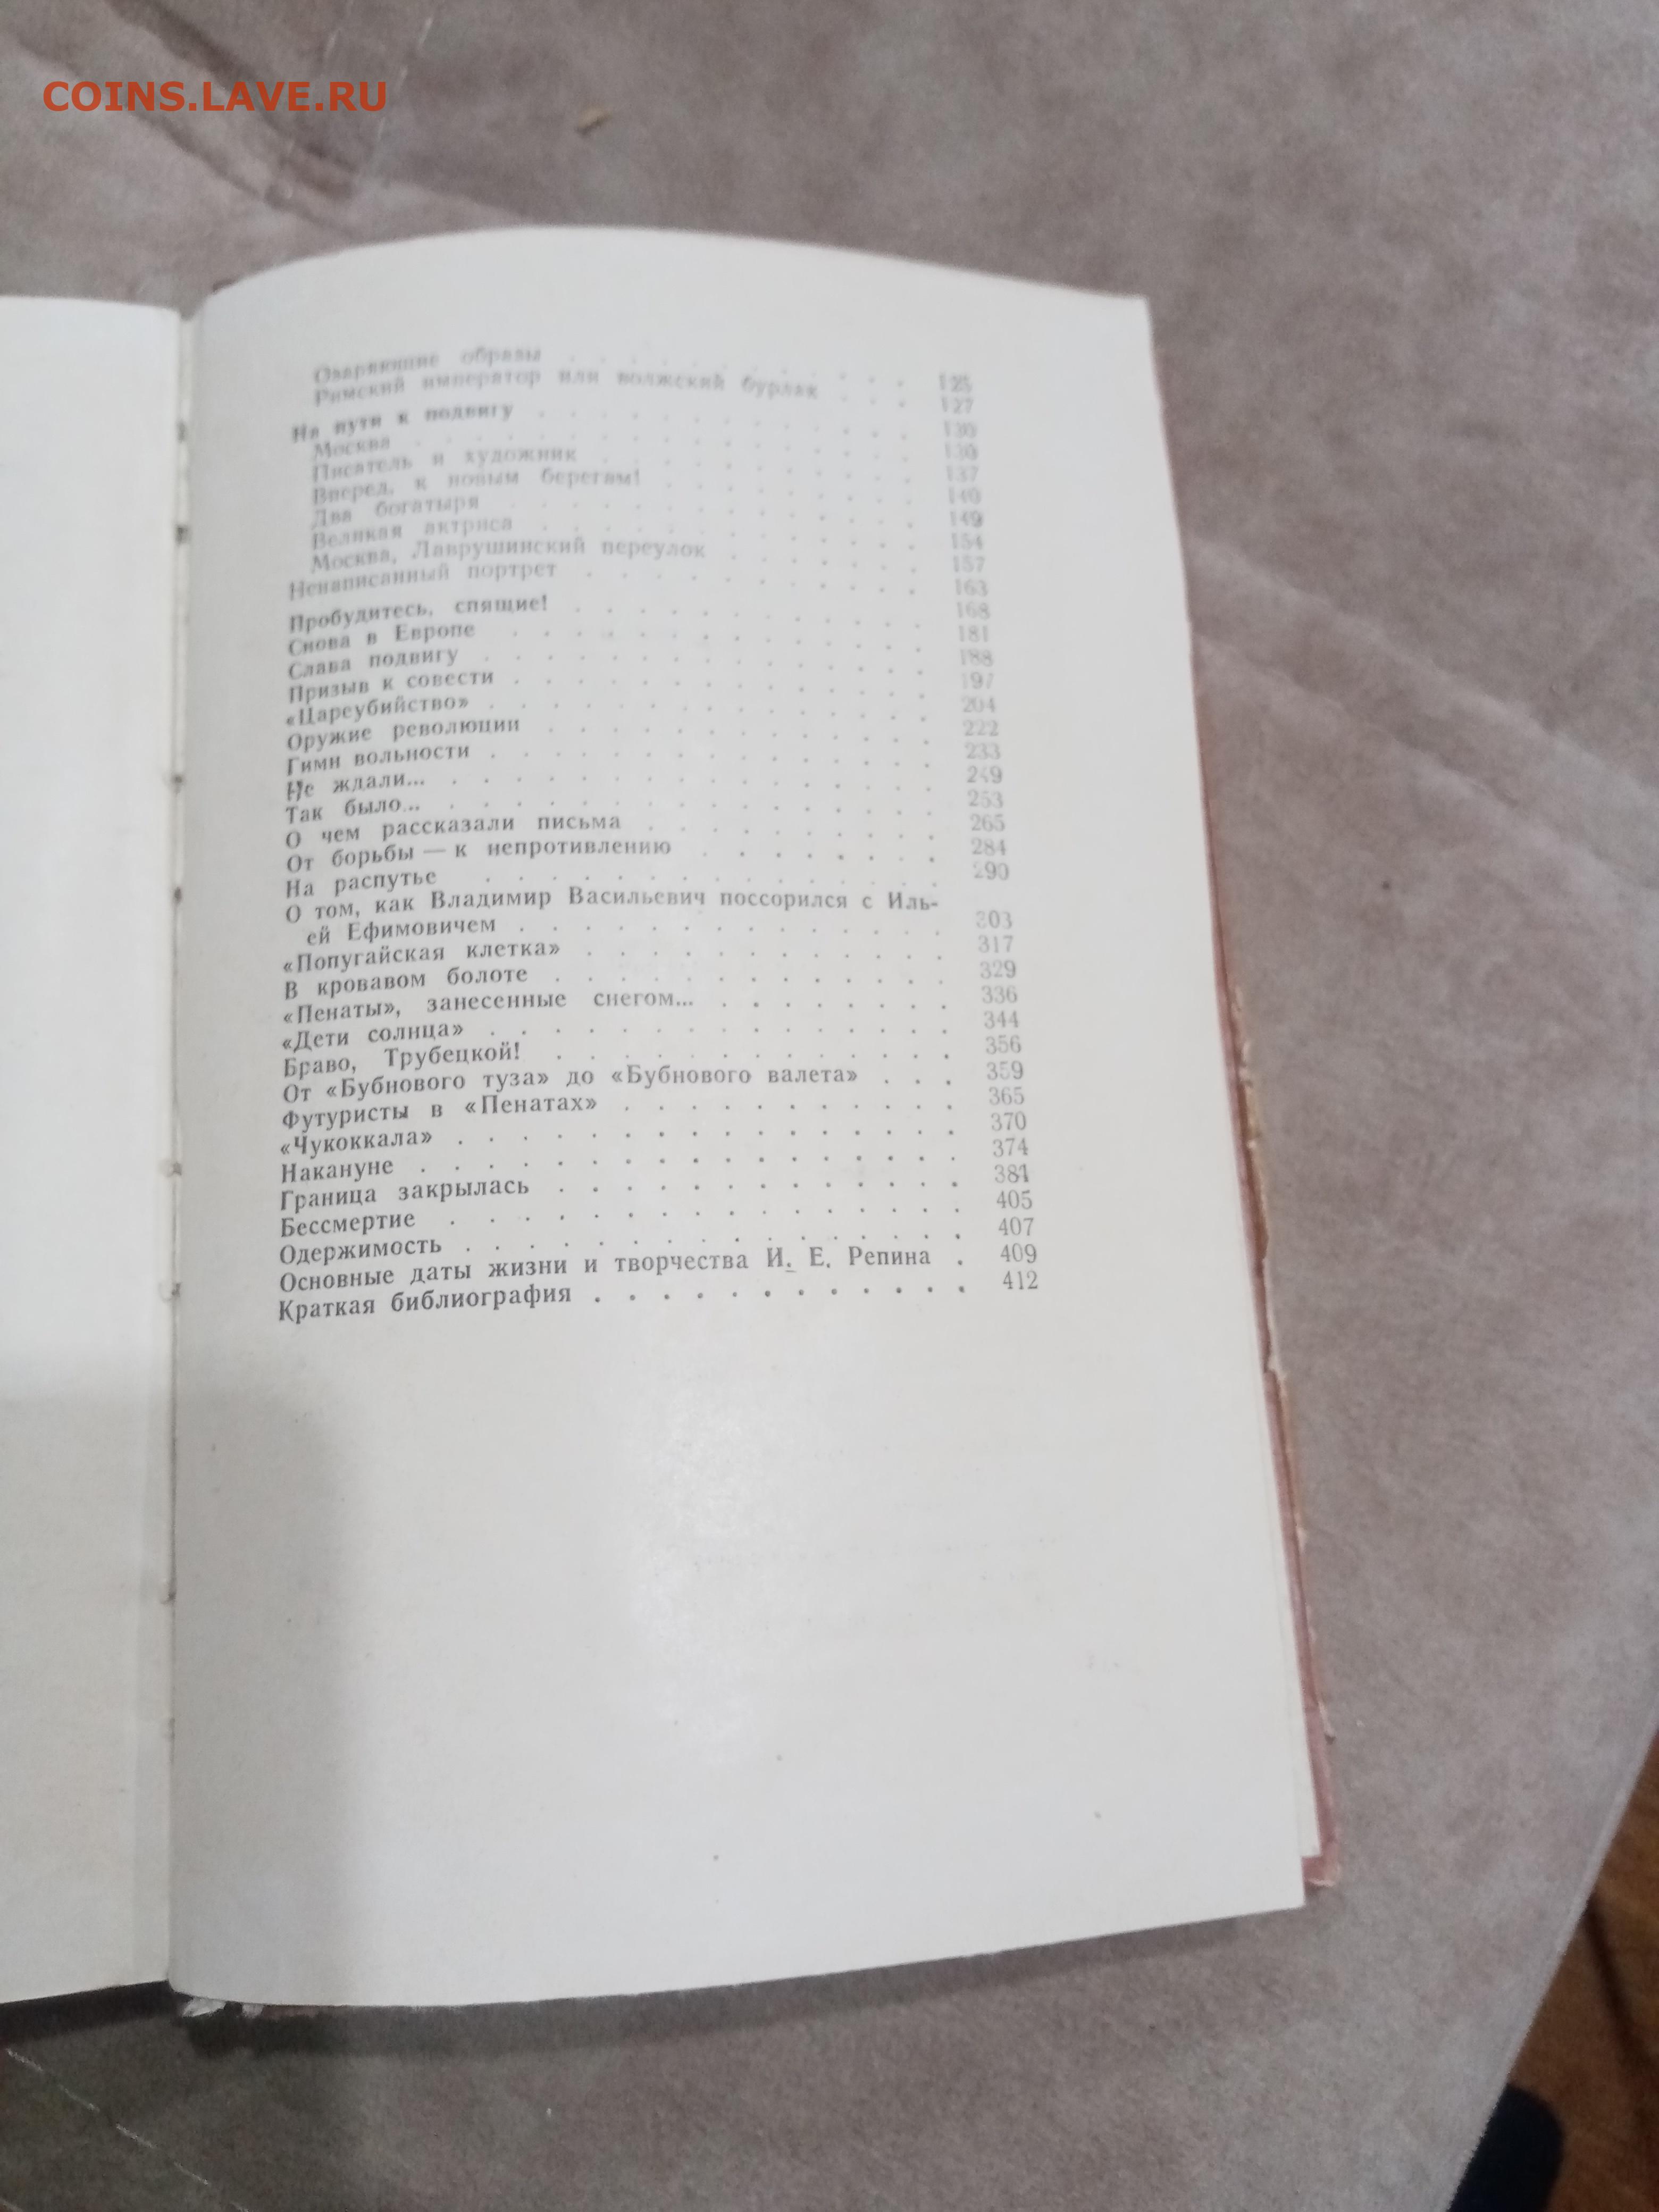 COINS.LAVE.RU
Озаряющие образы 125
Римский император или волжский бурлак 127
На пути к подвигу 130
Москва 130
Писатель и художник 137
Вперед, к новым берегам! 140
Два богатыря 149
Великая актриса 154
Москва, Лаврушинский переулок 157
Ненаписанный портрет 163
Пробудитесь, спящие! 168
Снова в Европе 181
Слава подвигу 188
Призыв к совести 197
«Цареубийство» 204
Оружие революции 222
Гимн вольности 233
Не ждали... 249
Так было... 253
О чем рассказали письма 265
От борьбы — к непротивлению 284
На распутье 290
О том, как Владимир Васильевич поссорился с Иль-
ей Ефимовичем 303
«Попугайская клетка» 317
В кровавом болоте 329
«Пенаты», занесенные снегом... 336
«Дети солнца» 344
Браво, Трубецкой! 356
От «Бубнового туза» до «Бубнового валета» 359
Футуристы в «Пенатах» 365
«Чукоккала» 370
Накануне 374
Граница закрылась 381
Бессмертие 405
Одержимость 407
Основные даты жизни и творчества И. Е. Репина 409
Краткая библиография 412